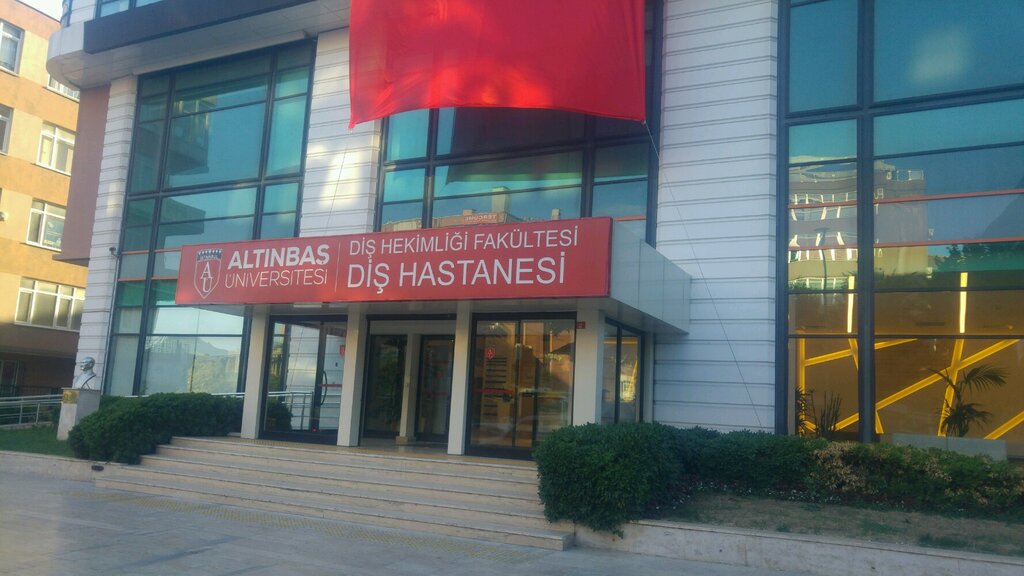 ALTINBAŞ
ÜNİVERSİTESİ
DİŞ HEKİMLİĞİ FAKÜLTESİ
DİŞ HASTANESİ